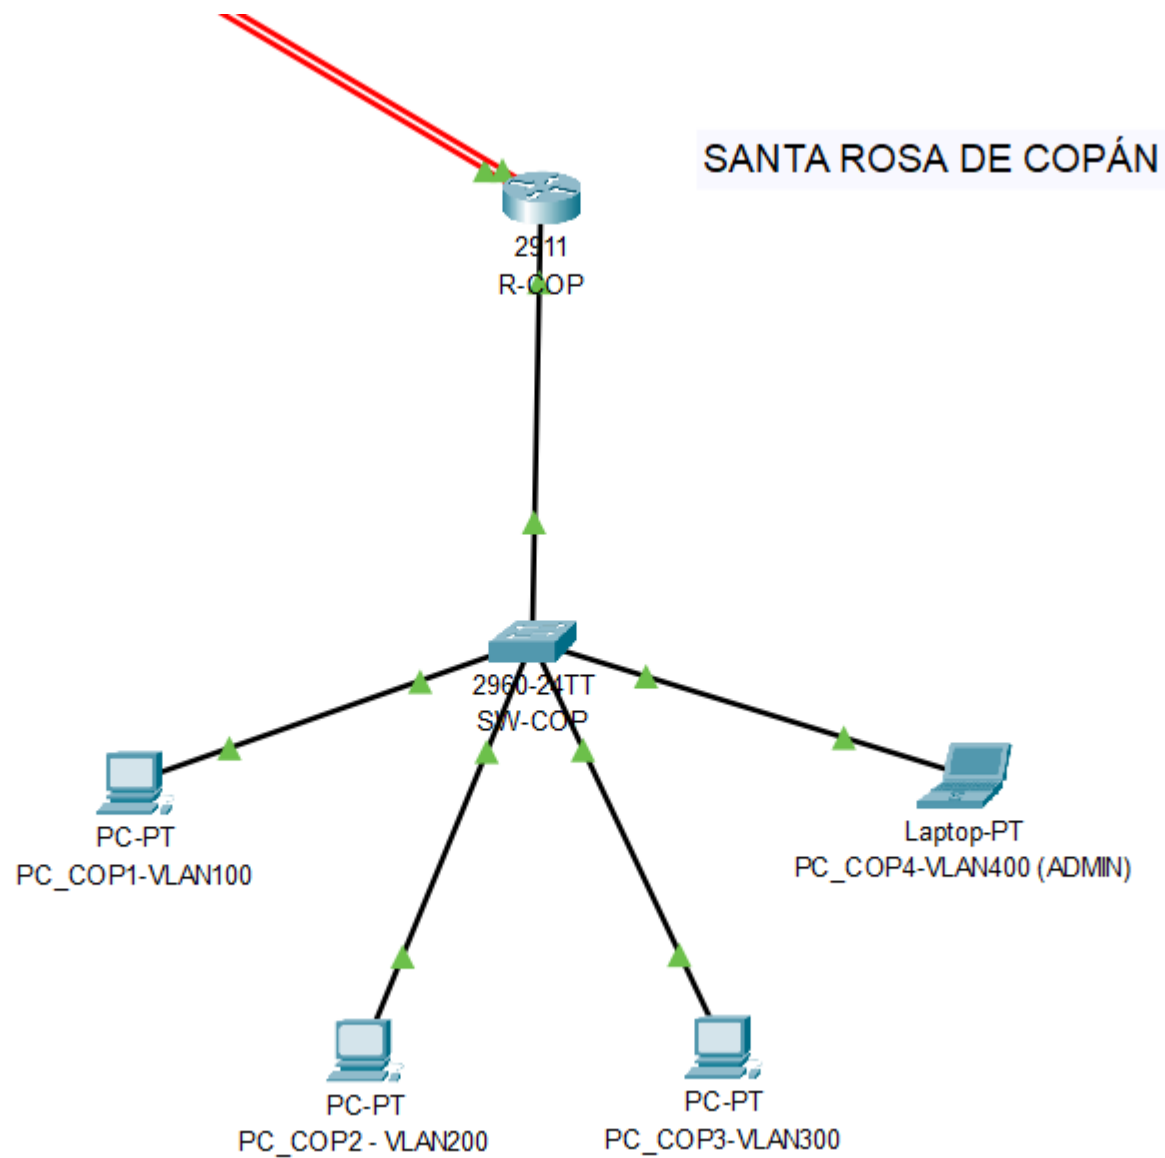 SANTA ROSA DE COPÁN
2911
R-COP
2960-24TT
SW-COP
PC-PT
PC_COP1-VLAN100
Laptop-PT
PC_COP4-VLAN400 (ADMIN)
PC-PT
PC_COP2 - VLAN200
PC-PT
PC_COP3-VLAN300